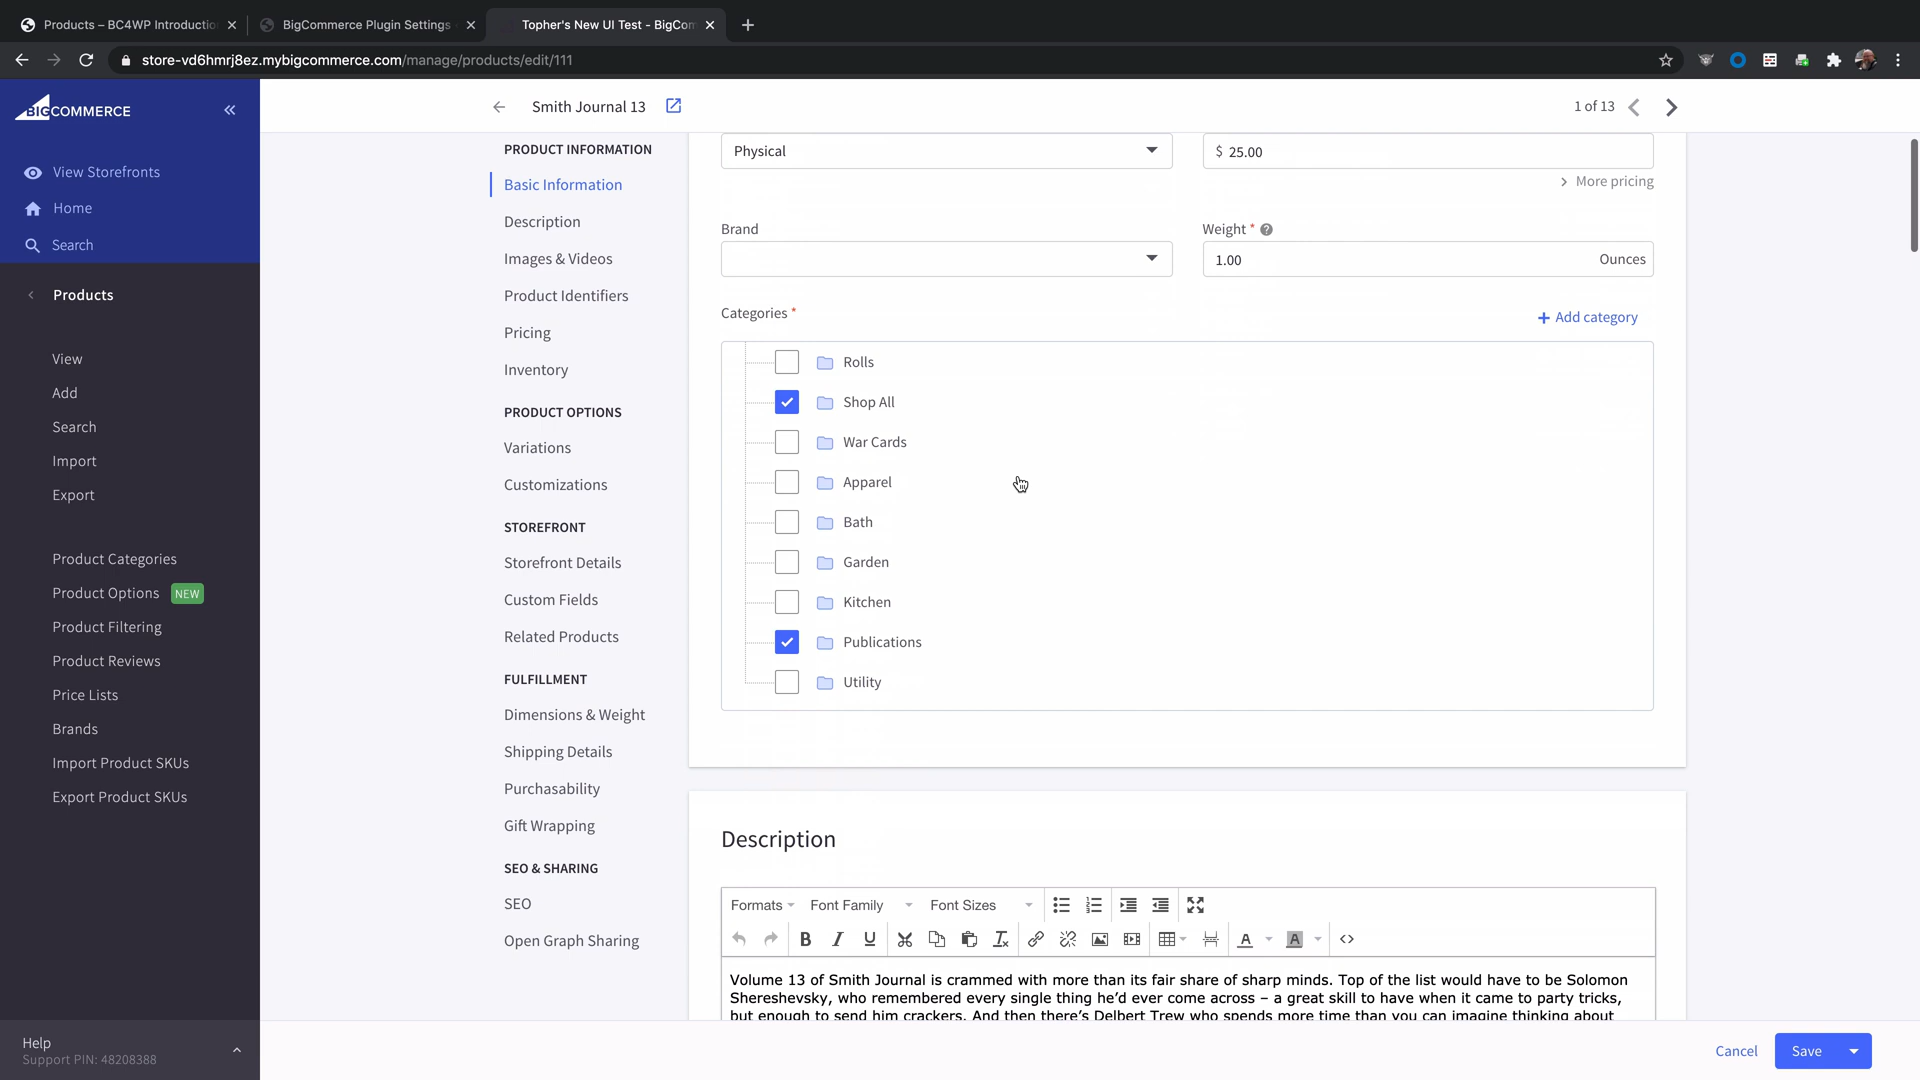 Products – BC4WP Introductio
BigCommerce Plugin Settings
Topher's New UI Test - BigCom
store-vd6hmrj8ez.mybigcommerce.com/manage/products/edit/111
BIGCOMMERCE
Smith Journal 13
1 of 13
View Storefronts
Home
Search
Products
View
Add
Search
Import
Export
Product Categories
Product Options NEW
Product Filtering
Product Reviews
Price Lists
Brands
Import Product SKUs
Export Product SKUs
Help
Support PIN: 48208388
PRODUCT INFORMATION
Basic Information
Description
Images & Videos
Product Identifiers
Pricing
Inventory
PRODUCT OPTIONS
Variations
Customizations
STOREFRONT
Storefront Details
Custom Fields
Related Products
FULFILLMENT
Dimensions & Weight
Shipping Details
Purchasability
Gift Wrapping
SEO & SHARING
SEO
Open Graph Sharing
Physical
$ 25.00
More pricing
Brand
Weight * ?
1.00 Ounces
Categories *
+ Add category
Rolls
Shop All
War Cards
Apparel
Bath
Garden
Kitchen
Publications
Utility
Description
Formats Font Family Font Sizes
B I U A A <>
Volume 13 of Smith Journal is crammed with more than its fair share of sharp minds. Top of the list would have to be Solomon
Shereshevsky, who remembered every single thing he'd ever come across – a great skill to have when it came to party tricks,
but enough to send him crackers. And then there's Delbert Trew who spends more time than you can imagine thinking about
Cancel
Save